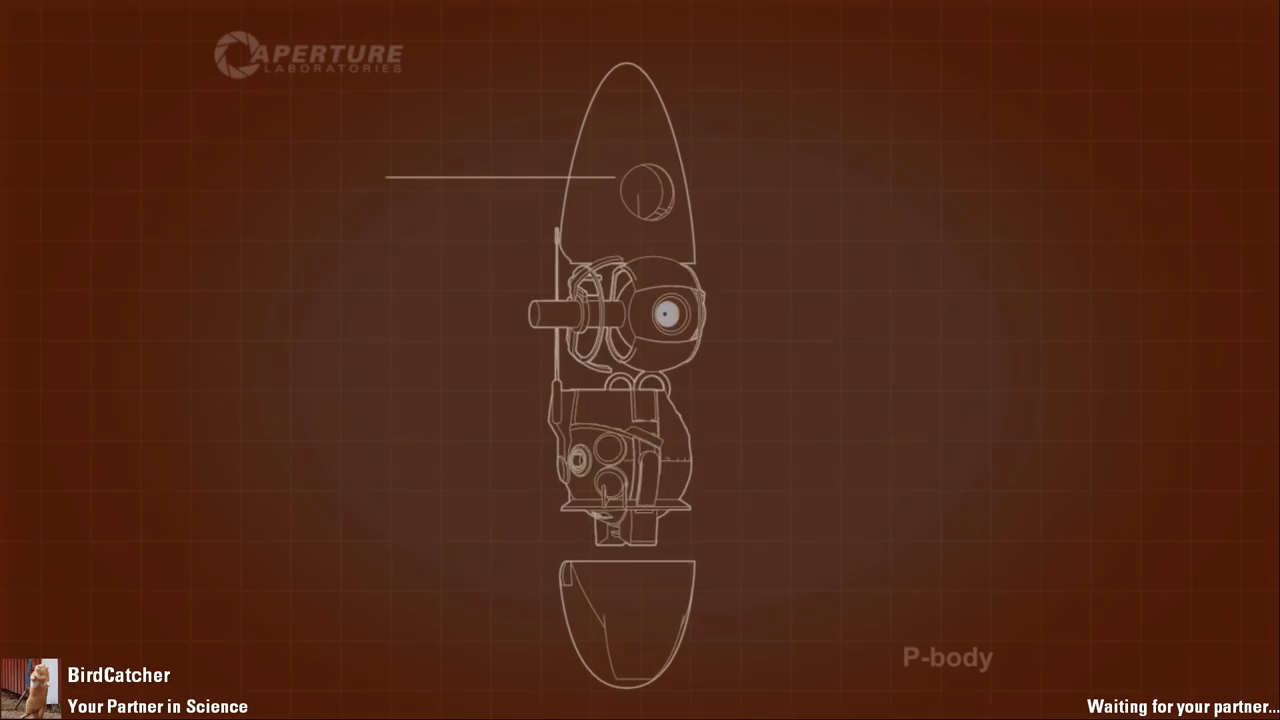 APERTURE
LABORATORIES
P-body
BirdCatcher
Your Partner in Science
Waiting for your partner...